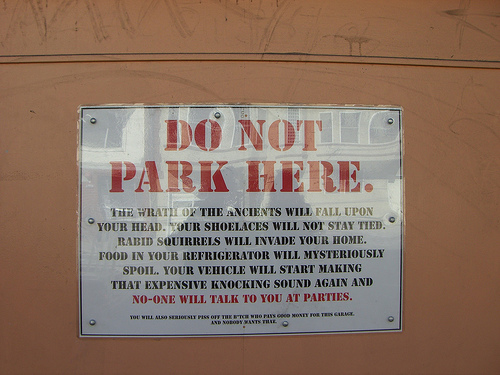 DO NOT
PARK HERE.
THE WRATH OF THE ANCIENTS WILL FALL UPON
YOUR HEAD. YOUR SHOELACES WILL NOT STAY TIED.
RABID SQUIRRELS WILL INVADE YOUR HOME.
FOOD IN YOUR REFRIGERATOR WILL MYSTERIOUSLY
SPOIL. YOUR VEHICLE WILL START MAKING
THAT EXPENSIVE KNOCKING SOUND AGAIN AND
NO-ONE WILL TALK TO YOU AT PARTIES.
YOU WILL ALSO SERIOUSLY PISS OFF THE B*TCH WHO PAYS GOOD MONEY FOR THIS GARAGE,
AND NOBODY WANTS THAT.